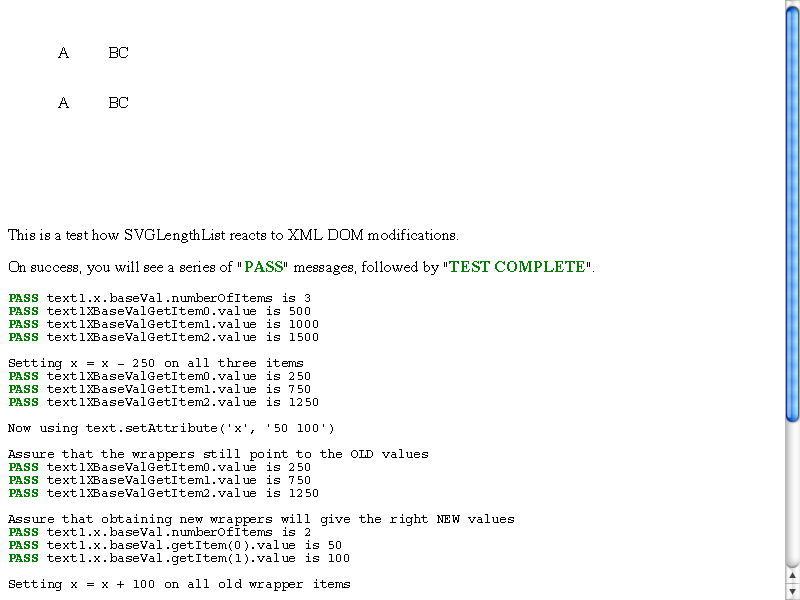 A BC
A BC
This is a test how SVGLengthList reacts to XML DOM modifications.
On success, you will see a series of "PASS" messages, followed by "TEST COMPLETE".
PASS text1.x.baseVal.numberOfItems is 3
PASS text1XBaseValGetItem0.value is 500
PASS text1XBaseValGetItem1.value is 1000
PASS text1XBaseValGetItem2.value is 1500
Setting x = x - 250 on all three items
PASS text1XBaseValGetItem0.value is 250
PASS text1XBaseValGetItem1.value is 750
PASS text1XBaseValGetItem2.value is 1250
Now using text.setAttribute('x', '50 100')
Assure that the wrappers still point to the OLD values
PASS text1XBaseValGetItem0.value is 250
PASS text1XBaseValGetItem1.value is 750
PASS text1XBaseValGetItem2.value is 1250
Assure that obtaining new wrappers will give the right NEW values
PASS text1.x.baseVal.numberOfItems is 2
PASS text1.x.baseVal.getItem(0).value is 50
PASS text1.x.baseVal.getItem(1).value is 100
Setting x = x + 100 on all old wrapper items